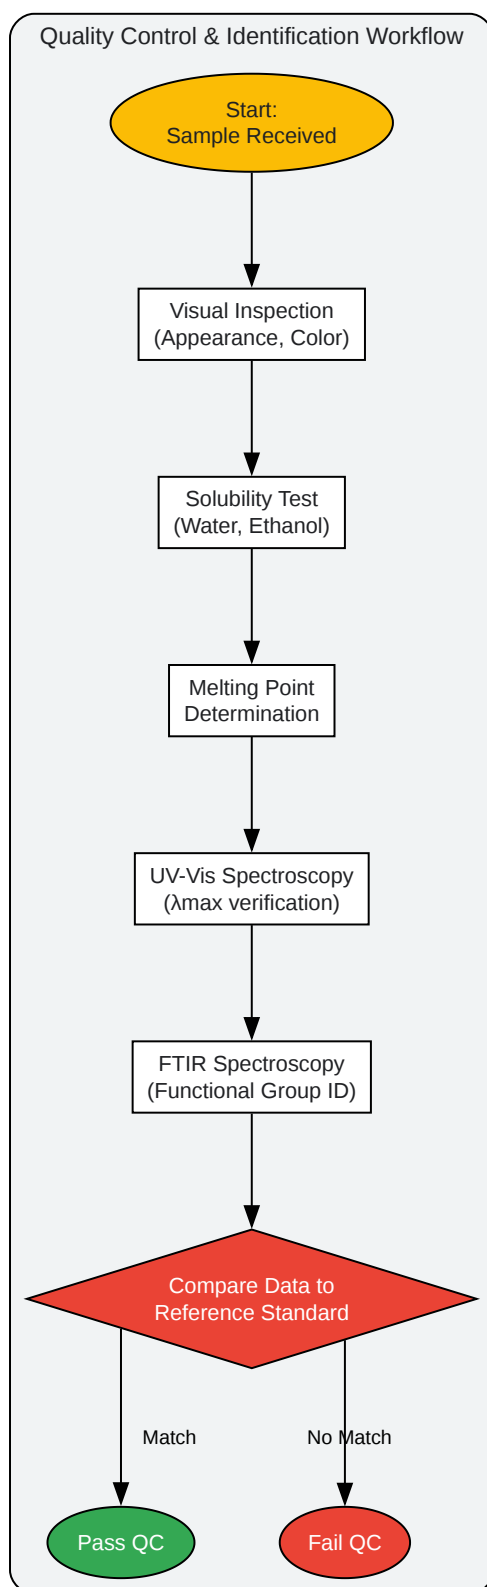 Quality Control & Identification Workflow
Start:
Sample Received
Visual Inspection
(Appearance, Color)
Solubility Test
(Water, Ethanol)
Melting Point
Determination
UV-Vis Spectroscopy
(λmax verification)
FTIR Spectroscopy
(Functional Group ID)
Compare Data to
Reference Standard
Match
No Match
Pass QC
Fail QC